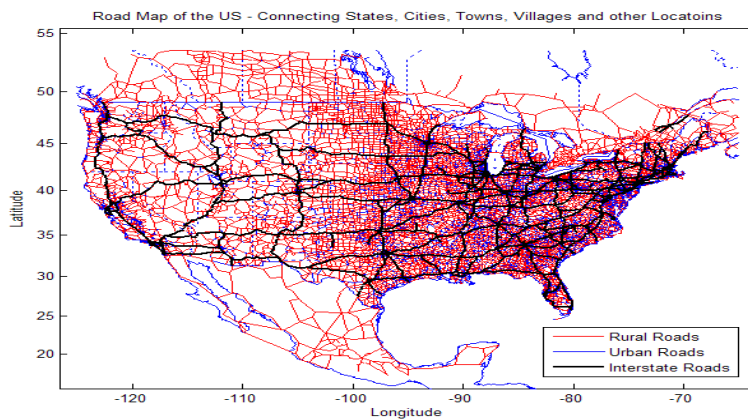 Road Map of the US - Connecting States, Cities, Towns, Villages and other Locatoins
55
50
45
40
35
30
25
20
Latitude
-120
-110
-100
-90
-80
-70
Longitude
Rural Roads
Urban Roads
Interstate Roads